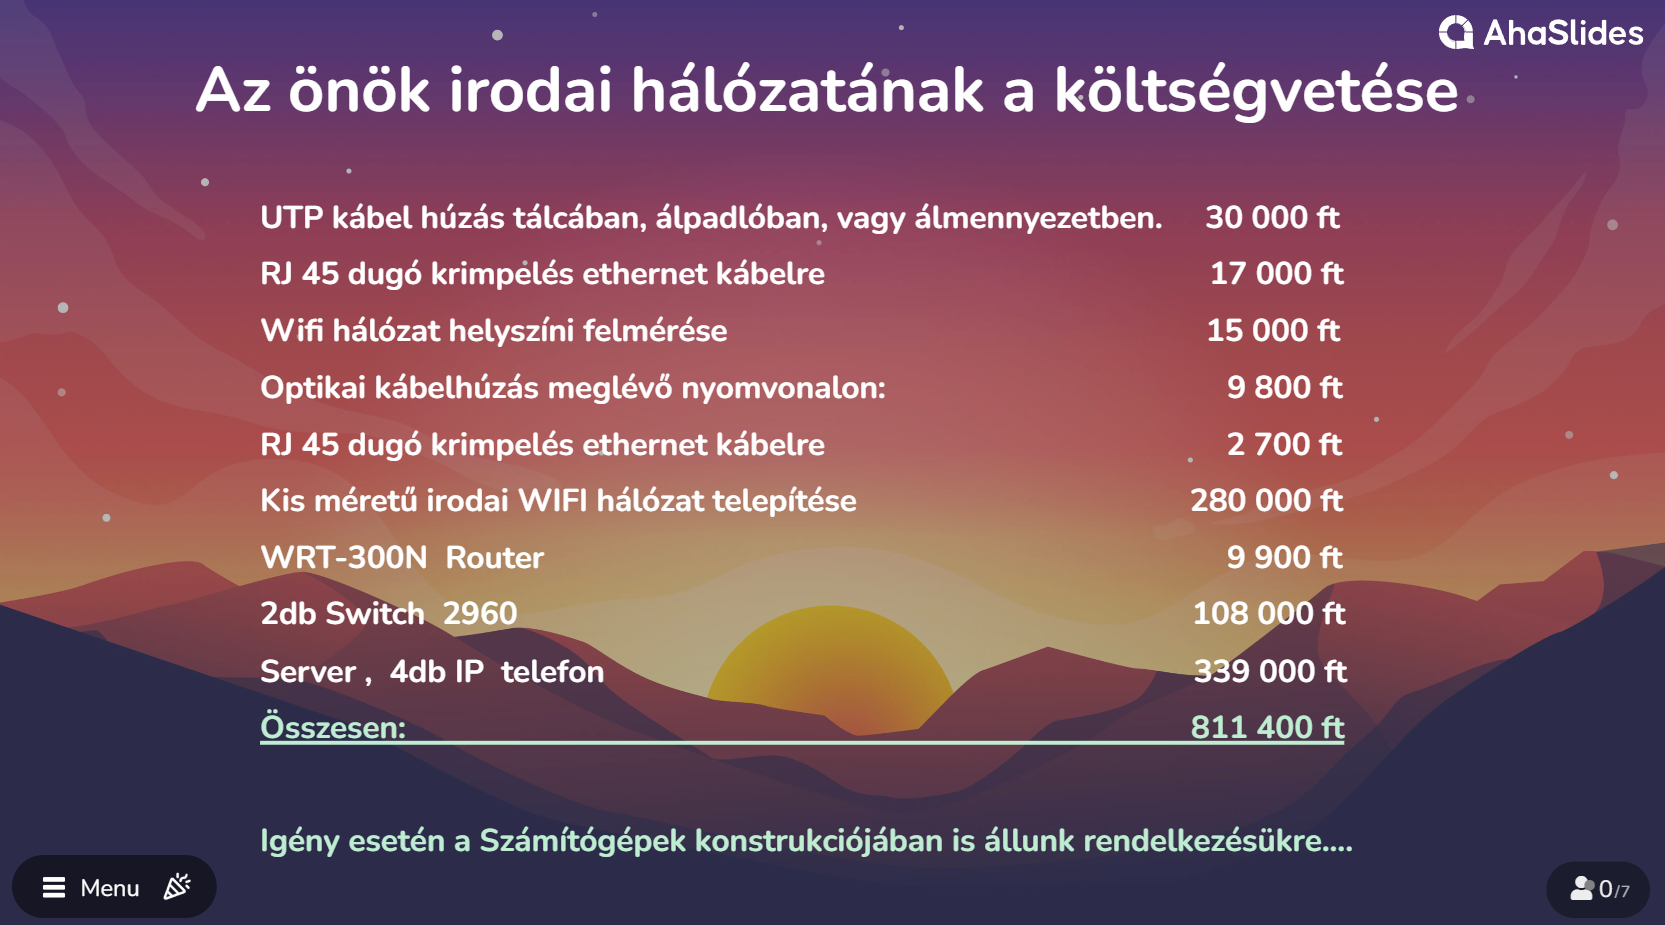 AhaSlides
Az önök irodai hálózatának a költségvetése
UTP kábel húzás tálcában, álpadlóban, vagy álmennyezetben. 30 000 ft
RJ 45 dugó krimpelés ethernet kábelre 17 000 ft
Wifi hálózat helyszíni felmérése 15 000 ft
Optikai kábelhúzás meglévő nyomvonalon: 9 800 ft
RJ 45 dugó krimpelés ethernet kábelre 2 700 ft
Kis méretű irodai WIFI hálózat telepítése 280 000 ft
WRT-300N Router 9 900 ft
2db Switch 2960 108 000 ft
Server , 4db IP telefon 339 000 ft
Összesen: 811 400 ft
Igény esetén a Számítógépek konstrukciójában is állunk rendelkezésükre....
Menu
0/7